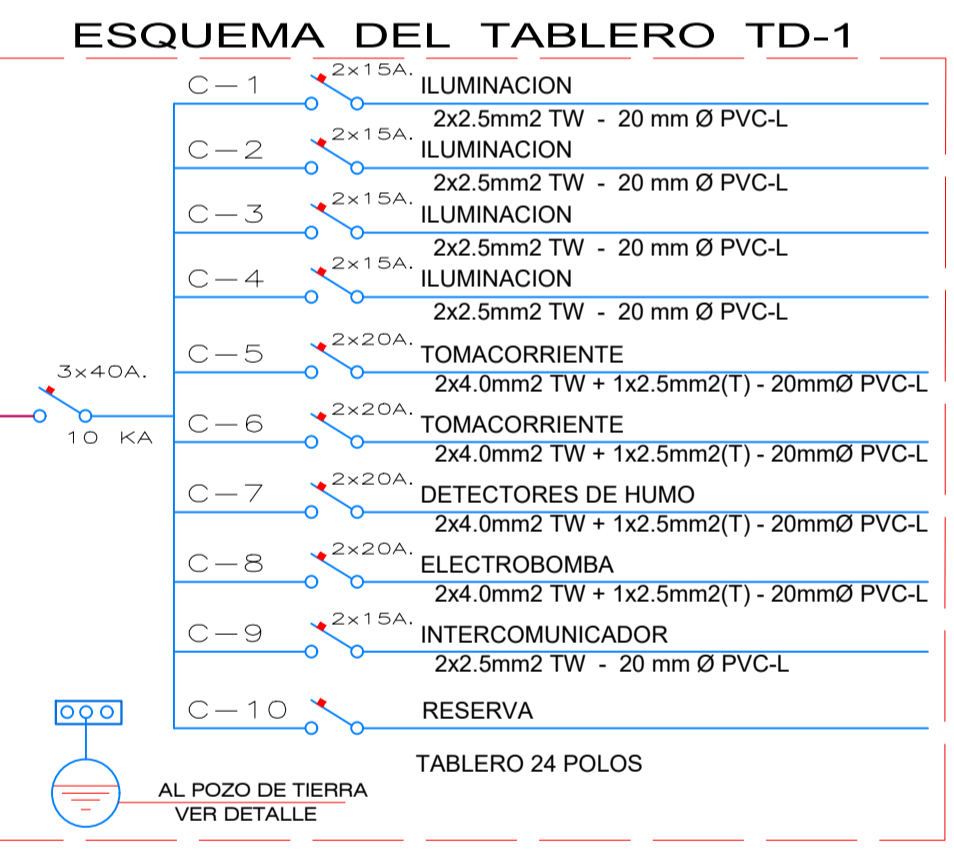 ESQUEMA DEL TABLERO TD-1
C-1 2x15A. ILUMINACION
2x2.5mm2 TW - 20 mm Ø PVC-L
C-2 2x15A. ILUMINACION
2x2.5mm2 TW - 20 mm Ø PVC-L
C-3 2x15A. ILUMINACION
2x2.5mm2 TW - 20 mm Ø PVC-L
C-4 2x15A. ILUMINACION
2x2.5mm2 TW - 20 mm Ø PVC-L
C-5 2x20A. TOMACORRIENTE
2x4.0mm2 TW + 1x2.5mm2(T) - 20mmØ PVC-L
3x40A.
10 KA
C-6 2x20A. TOMACORRIENTE
2x4.0mm2 TW + 1x2.5mm2(T) - 20mmØ PVC-L
C-7 2x20A. DETECTORES DE HUMO
2x4.0mm2 TW + 1x2.5mm2(T) - 20mmØ PVC-L
C-8 2x20A. ELECTROBOMBA
2x4.0mm2 TW + 1x2.5mm2(T) - 20mmØ PVC-L
C-9 2x15A. INTERCOMUNICADOR
2x2.5mm2 TW - 20 mm Ø PVC-L
C-10 RESERVA
TABLERO 24 POLOS
AL POZO DE TIERRA
VER DETALLE